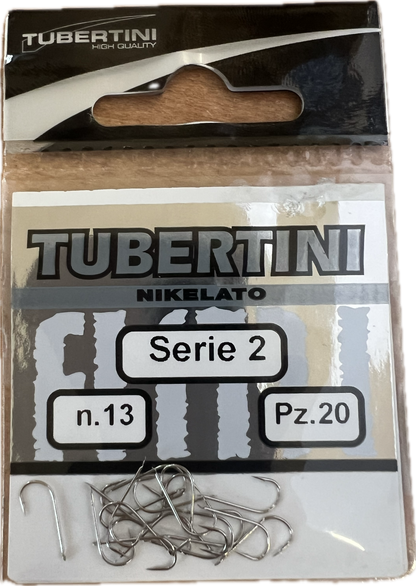 TUBERTINI
HIGH QUALITY
TUBERTINI
NIKELATO
Serie 2
n.13
Pz.20